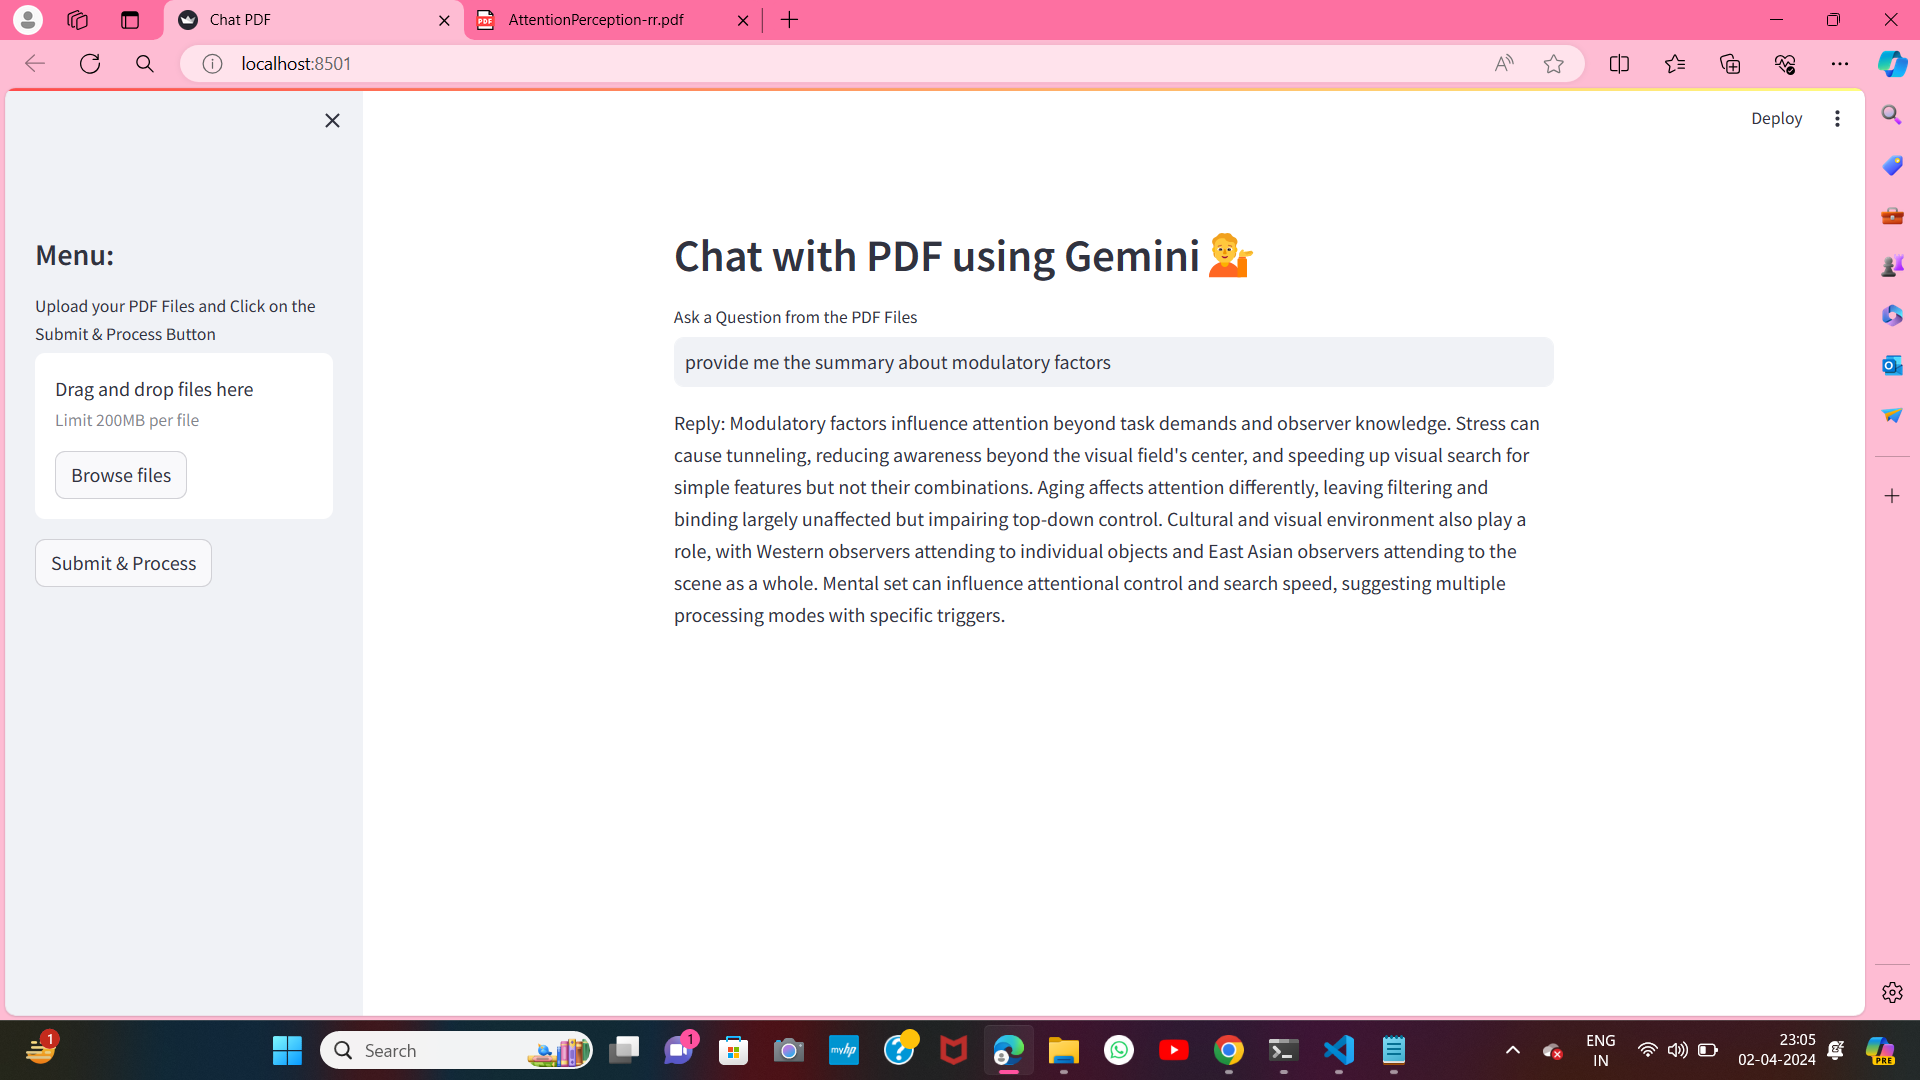 Chat PDF
AttentionPerception-rr.pdf
localhost:8501
Deploy
Menu:
Upload your PDF Files and Click on the
Submit & Process Button
Drag and drop files here
Limit 200MB per file
Browse files
Submit & Process
Chat with PDF using Gemini
Ask a Question from the PDF Files
provide me the summary about modulatory factors
Reply: Modulatory factors influence attention beyond task demands and observer knowledge. Stress can
cause tunneling, reducing awareness beyond the visual field's center, and speeding up visual search for
simple features but not their combinations. Aging affects attention differently, leaving filtering and
binding largely unaffected but impairing top-down control. Cultural and visual environment also play a
role, with Western observers attending to individual objects and East Asian observers attending to the
scene as a whole. Mental set can influence attentional control and search speed, suggesting multiple
processing modes with specific triggers.
1
Search
1
myhp
ENG
IN
23:05
02-04-2024
PRE